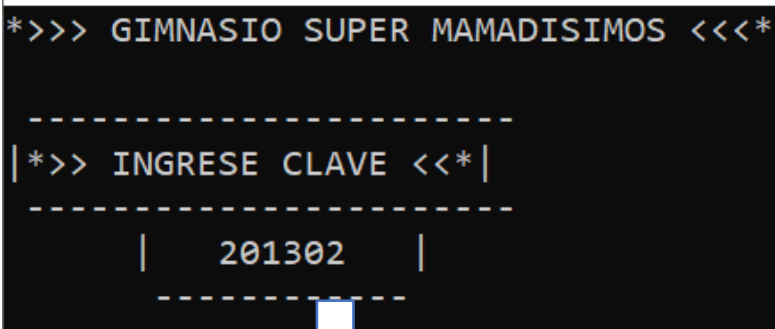 *>>> GIMNASIO SUPER MAMADISIMOS <<<*
-----------------------
|*>> INGRESE CLAVE <<*|
-----------------------
|   201302   |
------------